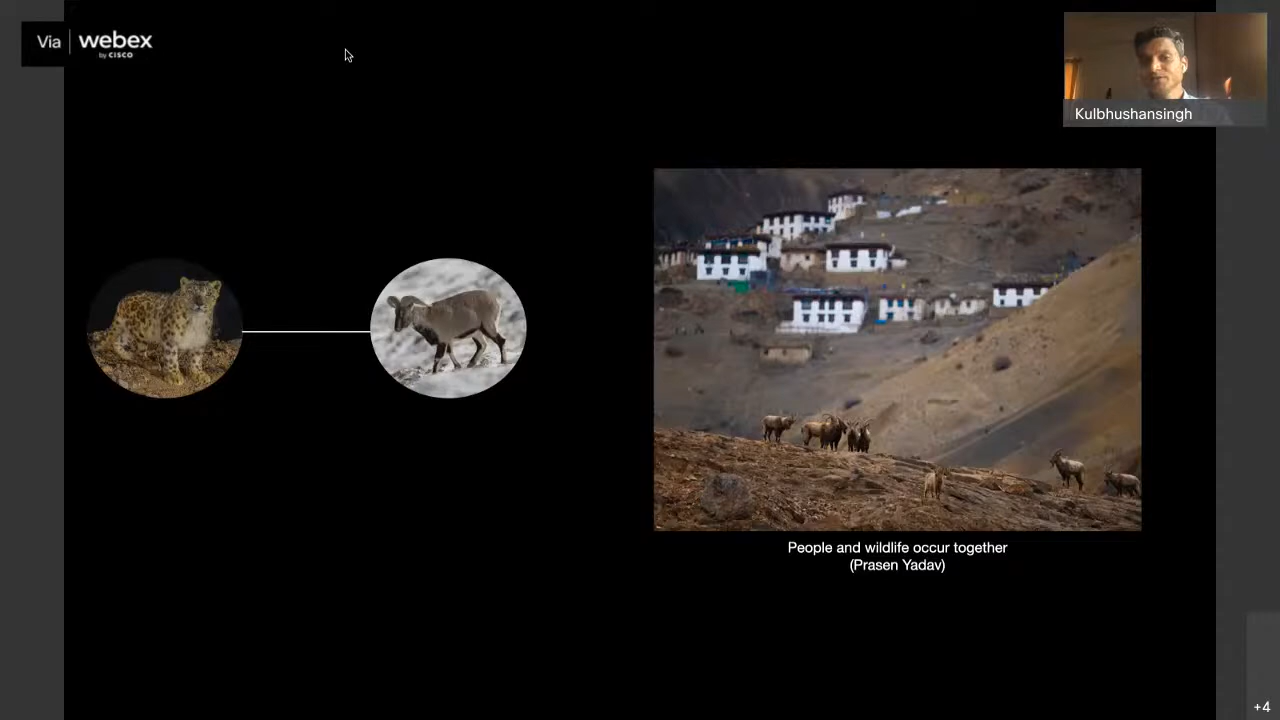 Via webex
by CISCO
Kulbhushansingh
People and wildlife occur together
(Prasen Yadav)
+4